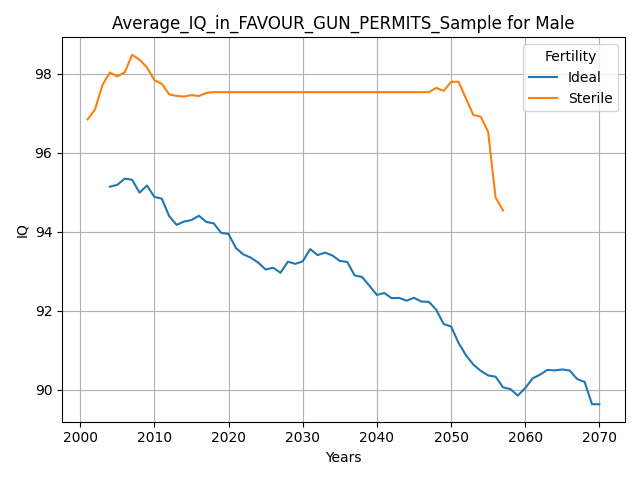 Average_IQ_in_FAVOUR_GUN_PERMITS_Sample for Male
Fertility
Ideal
Sterile
98
96
94
92
90
IQ
2000 2010 2020 2030 2040 2050 2060 2070
Years